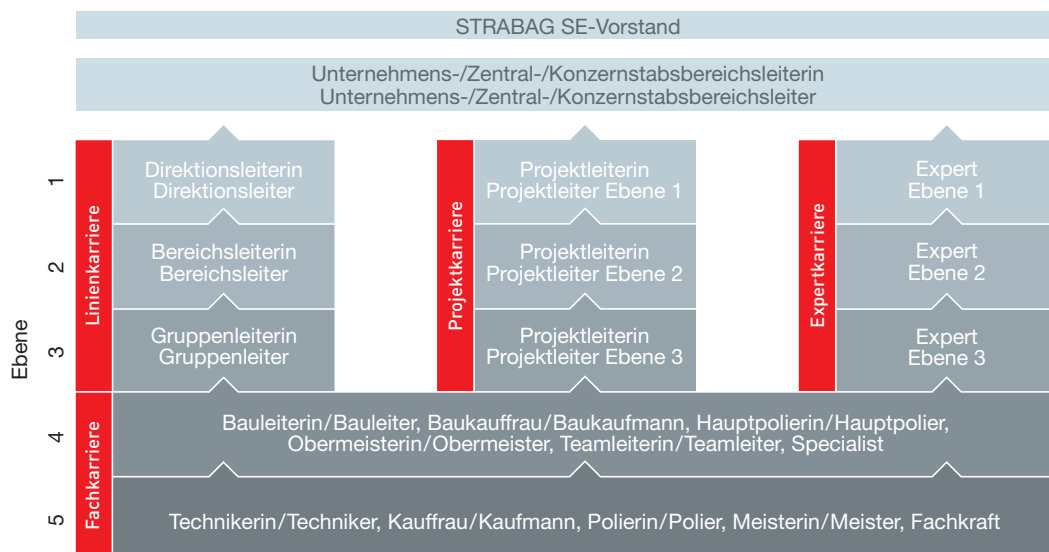 STRABAG SE-Vorstand
Unternehmens-/Zentral-/Konzernstabsbereichsleiterin
Unternehmens-/Zentral-/Konzernstabsbereichsleiter
Ebene
1
2
3
4
5
Linienkarriere
Direktionsleiterin
Direktionsleiter
Bereichsleiterin
Bereichsleiter
Gruppenleiterin
Gruppenleiter
Projektkarriere
Projektleiterin
Projektleiter Ebene 1
Projektleiterin
Projektleiter Ebene 2
Projektleiterin
Projektleiter Ebene 3
Expertkarriere
Expert
Ebene 1
Expert
Ebene 2
Expert
Ebene 3
Fachkarriere
Bauleiterin/Bauleiter, Baukauffrau/Baukaufmann, Hauptpolierin/Hauptpolier,
Obermeisterin/Obermeister, Teamleiterin/Teamleiter, Specialist
Technikerin/Techniker, Kauffrau/Kaufmann, Polierin/Polier, Meisterin/Meister, Fachkraft